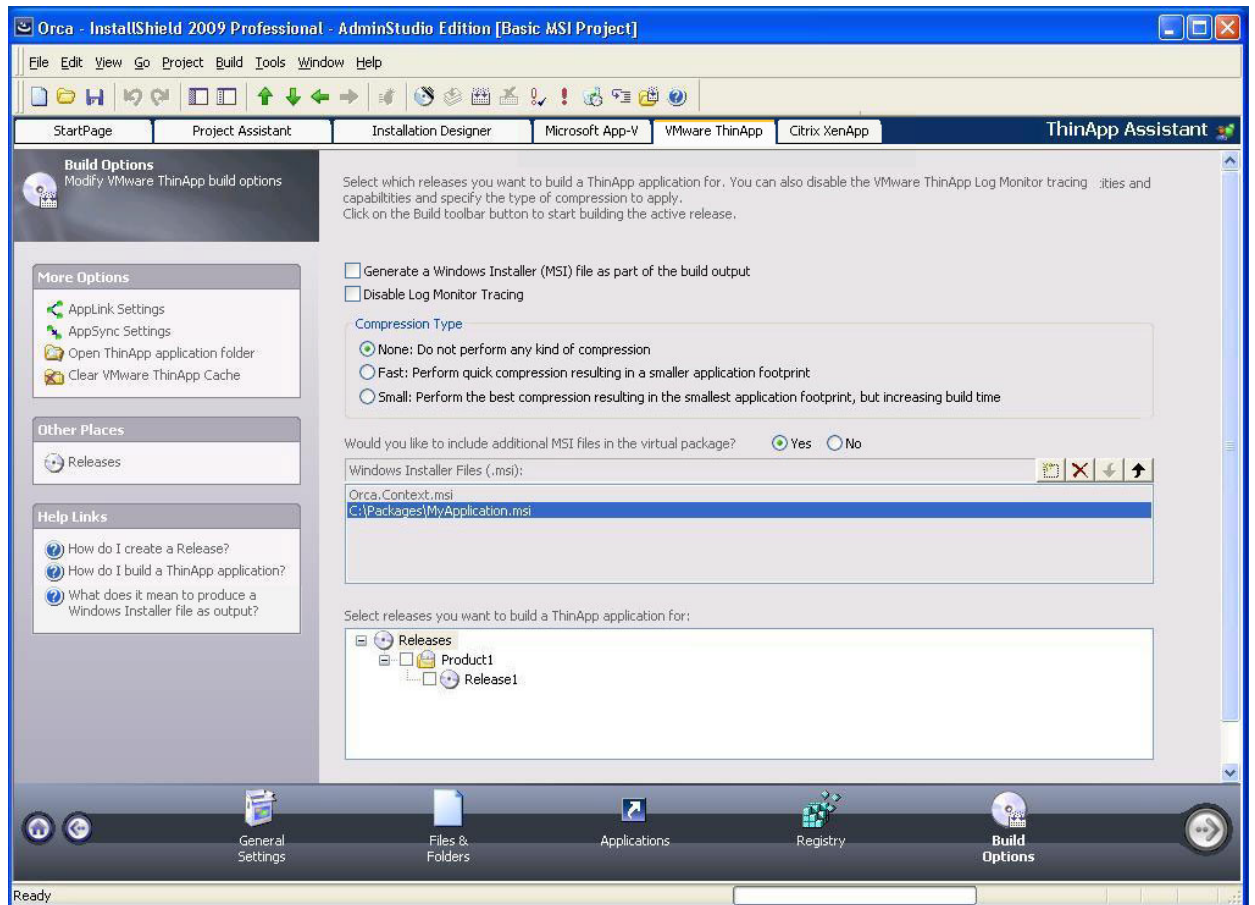 Orca - InstallShield 2009 Professional - AdminStudio Edition [Basic MSI Project]
File Edit View Go Project Build Tools Window Help
StartPage Project Assistant Installation Designer Microsoft App-V VMware ThinApp Citrix XenApp ThinApp Assistant
Build Options
Modify VMware ThinApp build options
Select which releases you want to build a ThinApp application for. You can also disable the VMware ThinApp Log Monitor tracing :ities and
capabiltities and specify the type of compression to apply.
Click on the Build toolbar button to start building the active release.
More Options
AppLink Settings
AppSync Settings
Open ThinApp application folder
Clear VMware ThinApp Cache
Other Places
Releases
Help Links
How do I create a Release?
How do I build a ThinApp application?
What does it mean to produce a
Windows Installer file as output?
Generate a Windows Installer (MSI) file as part of the build output
Disable Log Monitor Tracing
Compression Type
None: Do not perform any kind of compression
Fast: Perform quick compression resulting in a smaller application footprint
Small: Perform the best compression resulting in the smallest application footprint, but increasing build time
Would you like to include additional MSI files in the virtual package? Yes No
Windows Installer Files (.msi):
Orca.Context.msi
C:\Packages\MyApplication.msi
Select releases you want to build a ThinApp application for:
Releases
Product1
Release1
General
Settings
Files &
Folders
Applications
Registry
Build
Options
Ready